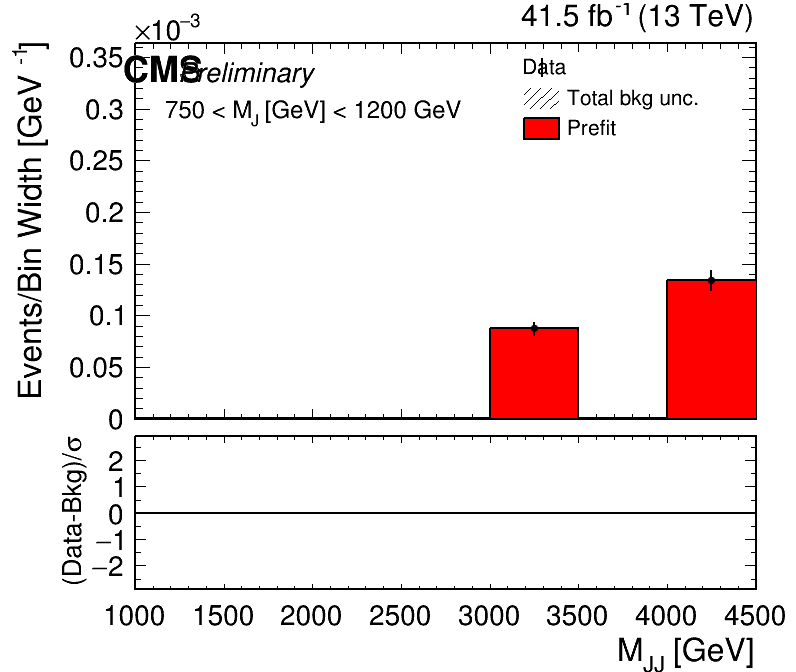 ×10⁻³
41.5 fb⁻¹ (13 TeV)
CMS Preliminary
750 < M_J [GeV] < 1200 GeV
Data
Total bkg unc.
Prefit
Events/Bin Width [GeV⁻¹]
0.35
0.3
0.25
0.2
0.15
0.1
0.05
0
(Data-Bkg)/σ
2
1
0
−1
−2
1000 1500 2000 2500 3000 3500 4000 4500
M_JJ [GeV]